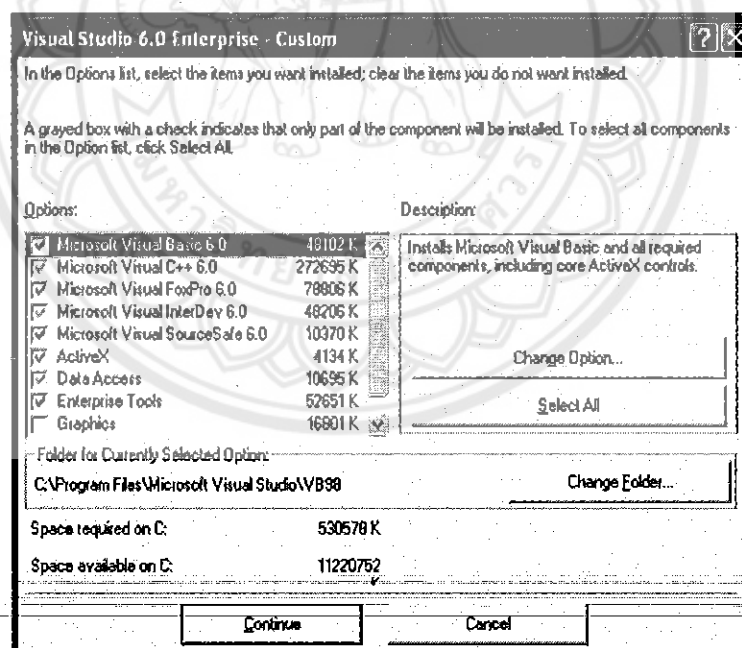 Visual Studio 6.0 Enterprise - Custom
In the Options list, select the items you want installed; clear the items you do not want installed.
A grayed box with a check indicates that only part of the component will be installed. To select all components
in the Option list, click Select All.
Options:
Microsoft Visual Basic 6.0 48102 K
Microsoft Visual C++ 6.0 272695 K
Microsoft Visual FoxPro 6.0 78806 K
Microsoft Visual InterDev 6.0 48206 K
Microsoft Visual SourceSafe 6.0 10370 K
ActiveX 4134 K
Data Access 10695 K
Enterprise Tools 52651 K
Graphics 16801 K
Description:
Installs Microsoft Visual Basic and all required
components, including core ActiveX controls.
Change Option...
Select All
Folder for Currently Selected Option:
C:\Program Files\Microsoft Visual Studio\VB98
Change Folder...
Space required on C: 530578 K
Space available on C: 11220752
Continue
Cancel